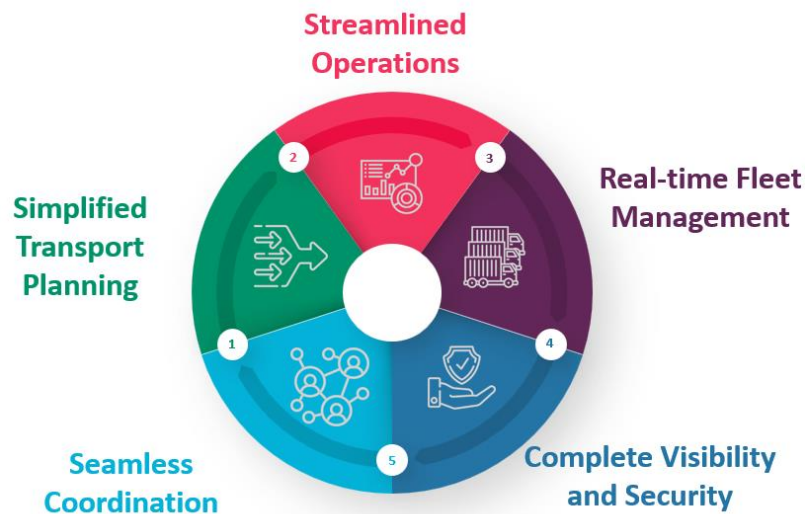 Streamlined
Operations
2
3
Real-time Fleet
Management
Simplified
Transport
Planning
1
4
5
Seamless
Coordination
Complete Visibility
and Security